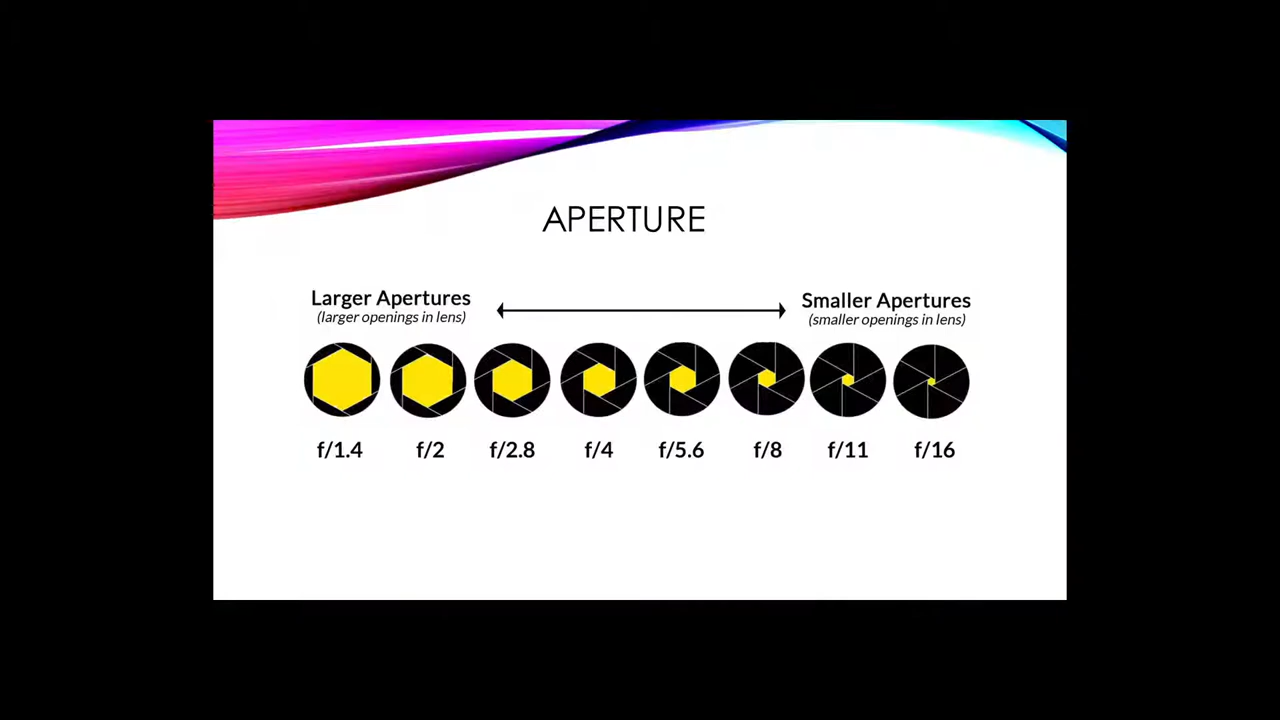 APERTURE
Larger Apertures
(larger openings in lens)
Smaller Apertures
(smaller openings in lens)
f/1.4 f/2 f/2.8 f/4 f/5.6 f/8 f/11 f/16